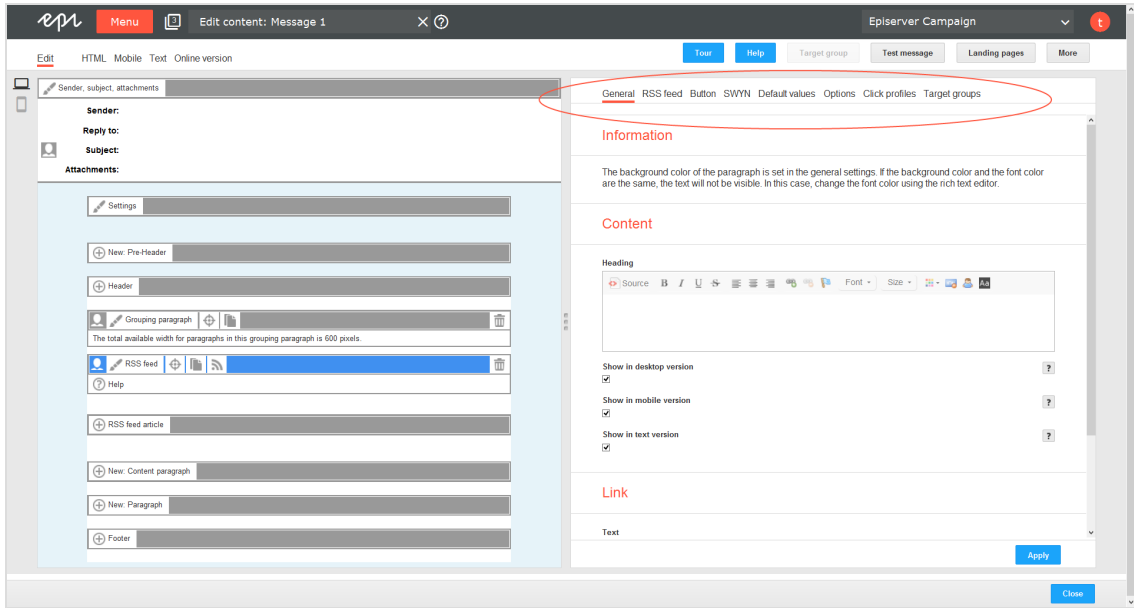 epi Menu 3 Edit content: Message 1 Episerver Campaign t
Edit HTML Mobile Text Online version Tour Help Target group Test message Landing pages More
Sender, subject, attachments
Sender:
Reply to:
Subject:
Attachments:
Settings
New: Pre-Header
Header
Grouping paragraph
The total available width for paragraphs in this grouping paragraph is 600 pixels.
RSS feed
Help
RSS feed article
New: Content paragraph
New: Paragraph
Footer
General RSS feed Button SWYN Default values Options Click profiles Target groups
Information
The background color of the paragraph is set in the general settings. If the background color and the font color
are the same, the text will not be visible. In this case, change the font color using the rich text editor.
Content
Heading
Source B I U S Font Size Aa
Show in desktop version ?
Show in mobile version ?
Show in text version ?
Link
Text
Apply
Close